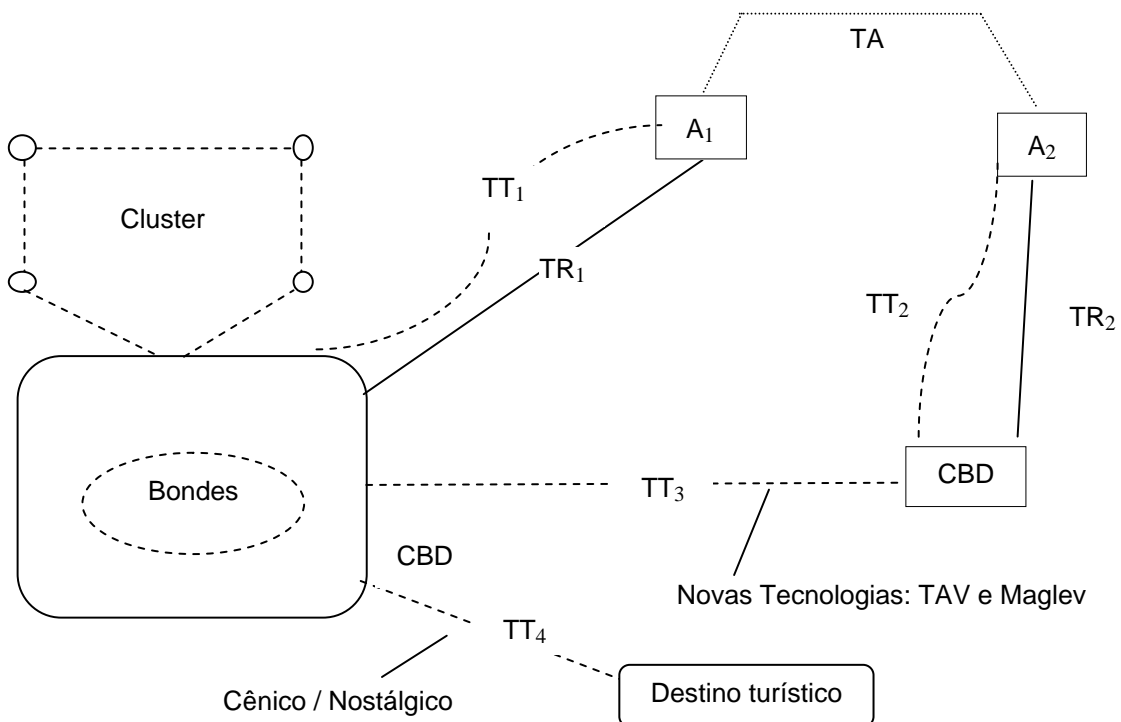 TA
A₁
A₂
TT₁
Cluster
TR₁
TT₂
TR₂
Bondes
TT₃
CBD
CBD
Novas Tecnologias: TAV e Maglev
TT₄
Cênico / Nostálgico
Destino turístico